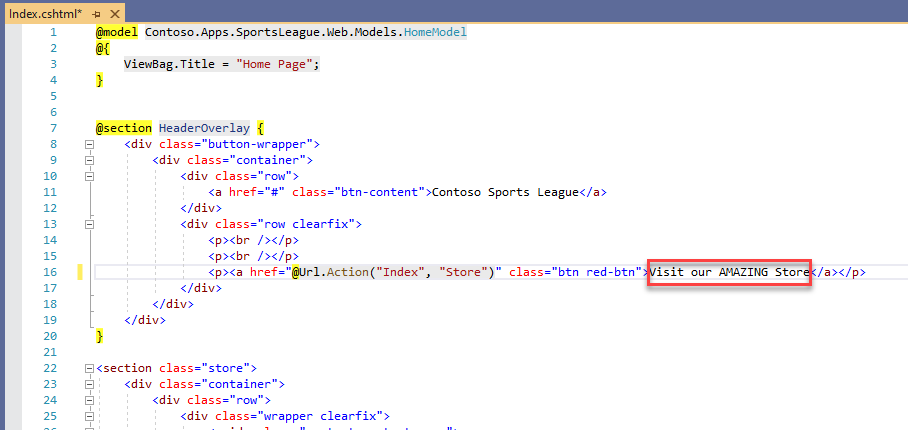 Index.cshtml*
1 @model Contoso.Apps.SportsLeague.Web.Models.HomeModel
2 @{
3 ViewBag.Title = "Home Page";
4 }
5
6
7 @section HeaderOverlay {
8 <div class="button-wrapper">
9 <div class="container">
10 <div class="row">
11 <a href="#" class="btn-content">Contoso Sports League</a>
12 </div>
13 <div class="row clearfix">
14 <p><br /></p>
15 <p><br /></p>
16 <p><a href="@Url.Action("Index", "Store")" class="btn red-btn">Visit our AMAZING Store</a></p>
17 </div>
18 </div>
19 </div>
20 }
21
22 <section class="store">
23 <div class="container">
24 <div class="row">
25 <div class="wrapper clearfix">